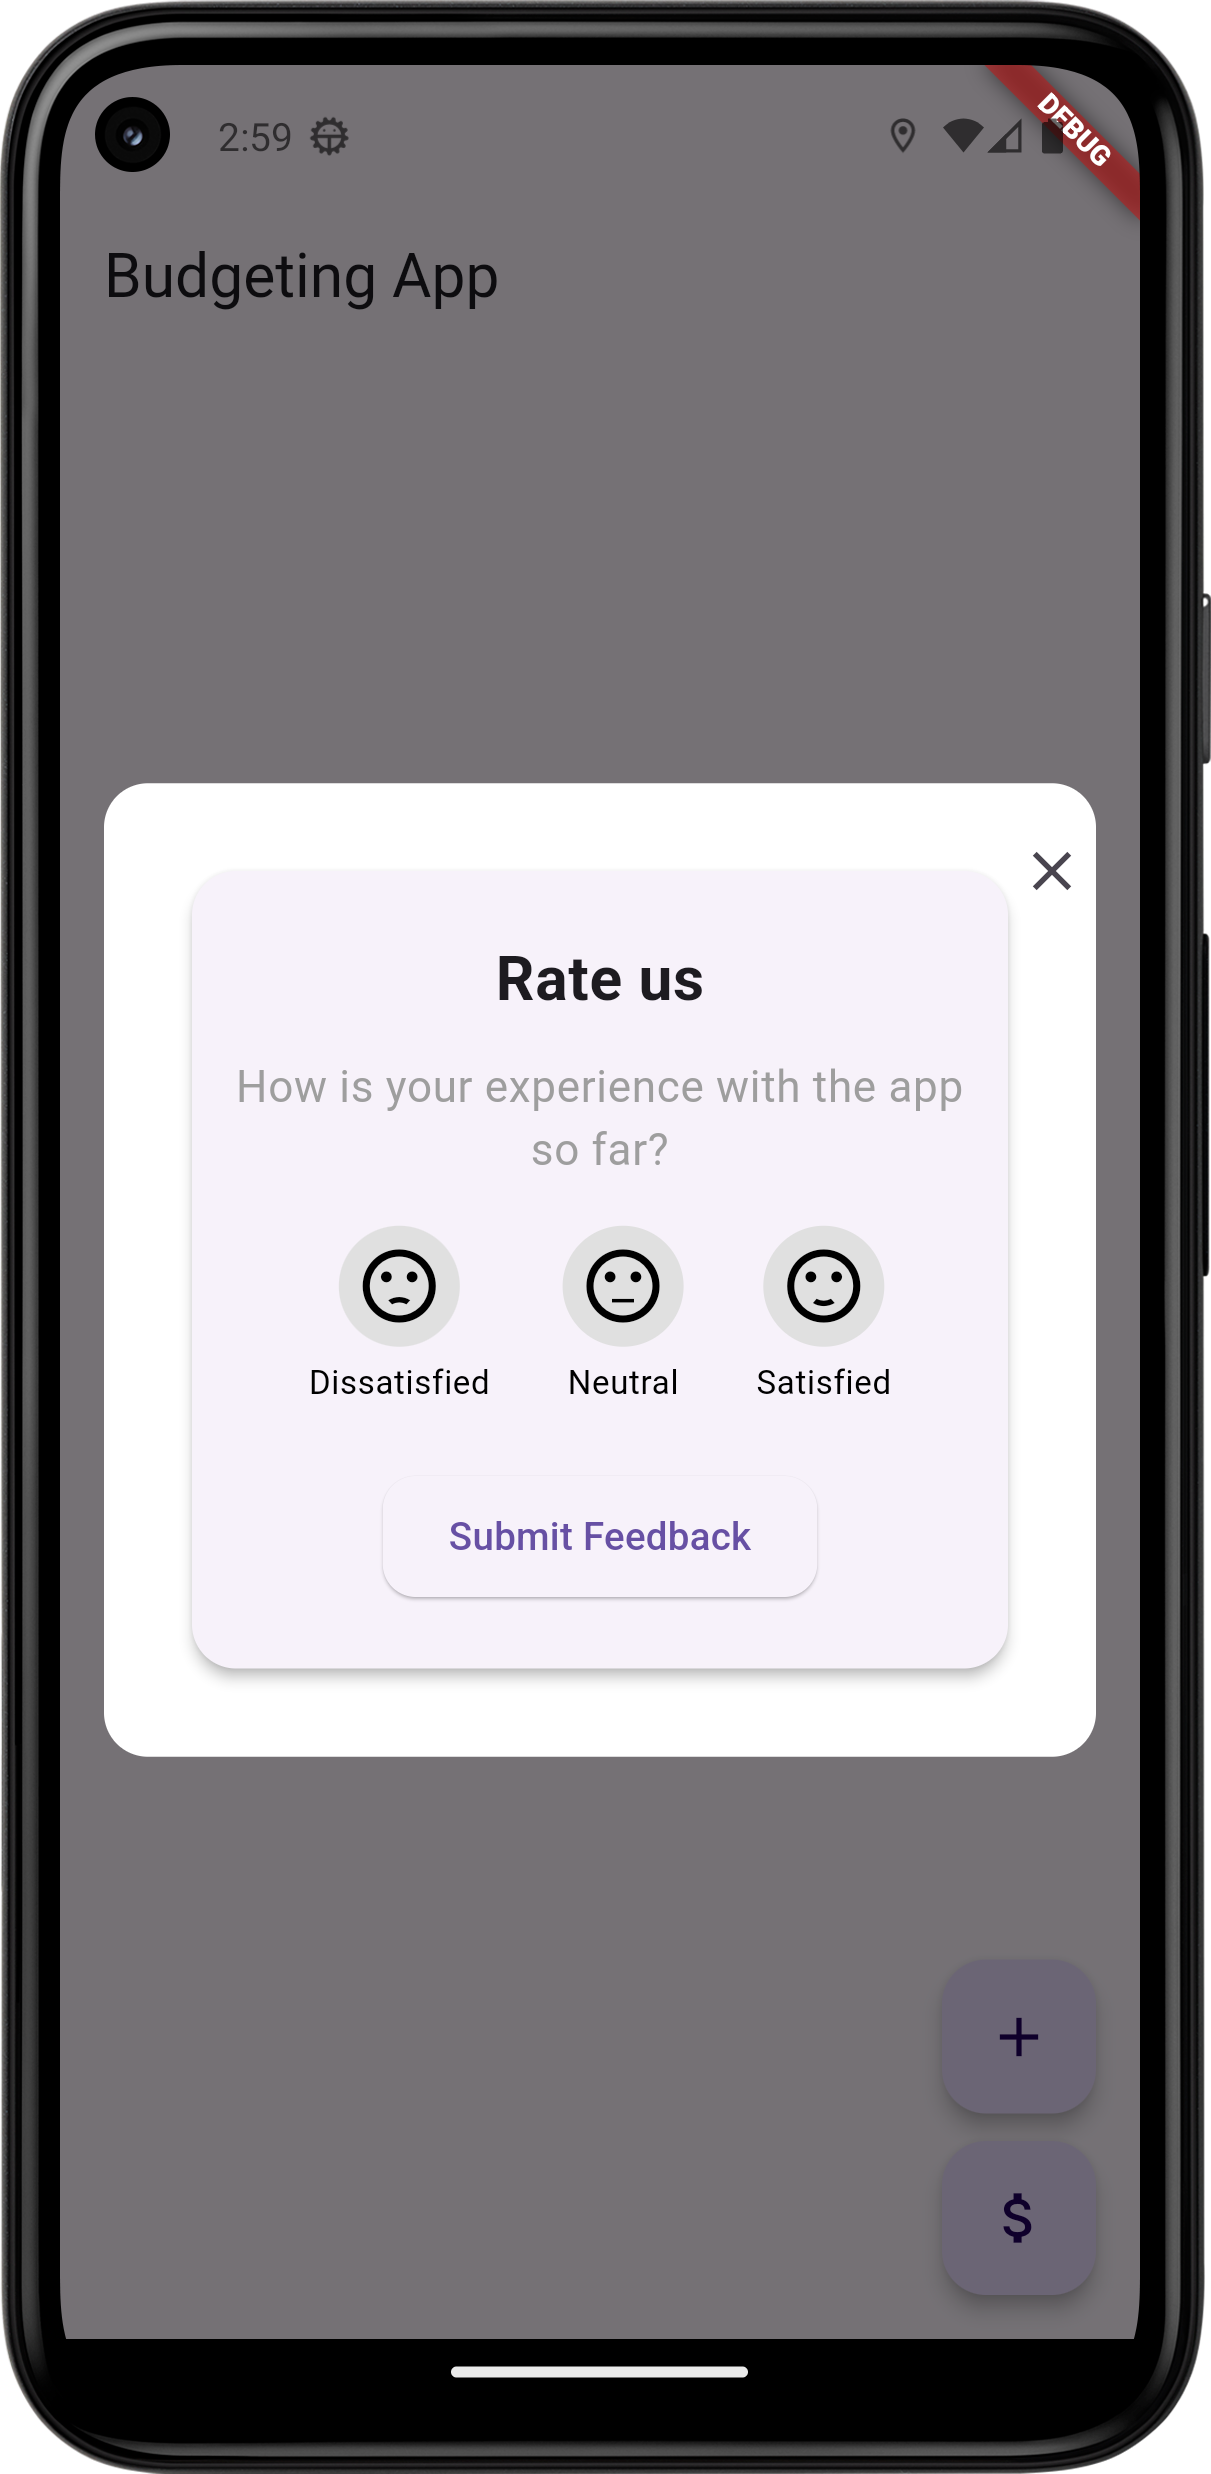 2:59
DEBUG
Budgeting App
Rate us
How is your experience with the app
so far?
Dissatisfied
Neutral
Satisfied
Submit Feedback
$